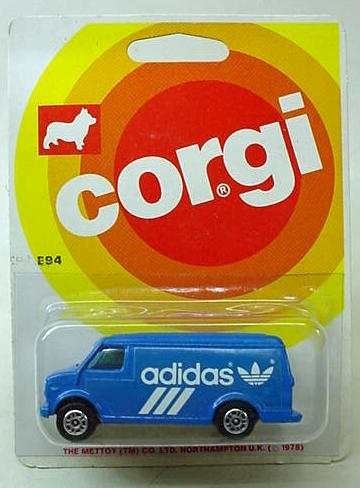 corgi®
E94
adidas®
THE METTOY (TM) CO. LTD. NORTHAMPTON U.K. (© 1978)